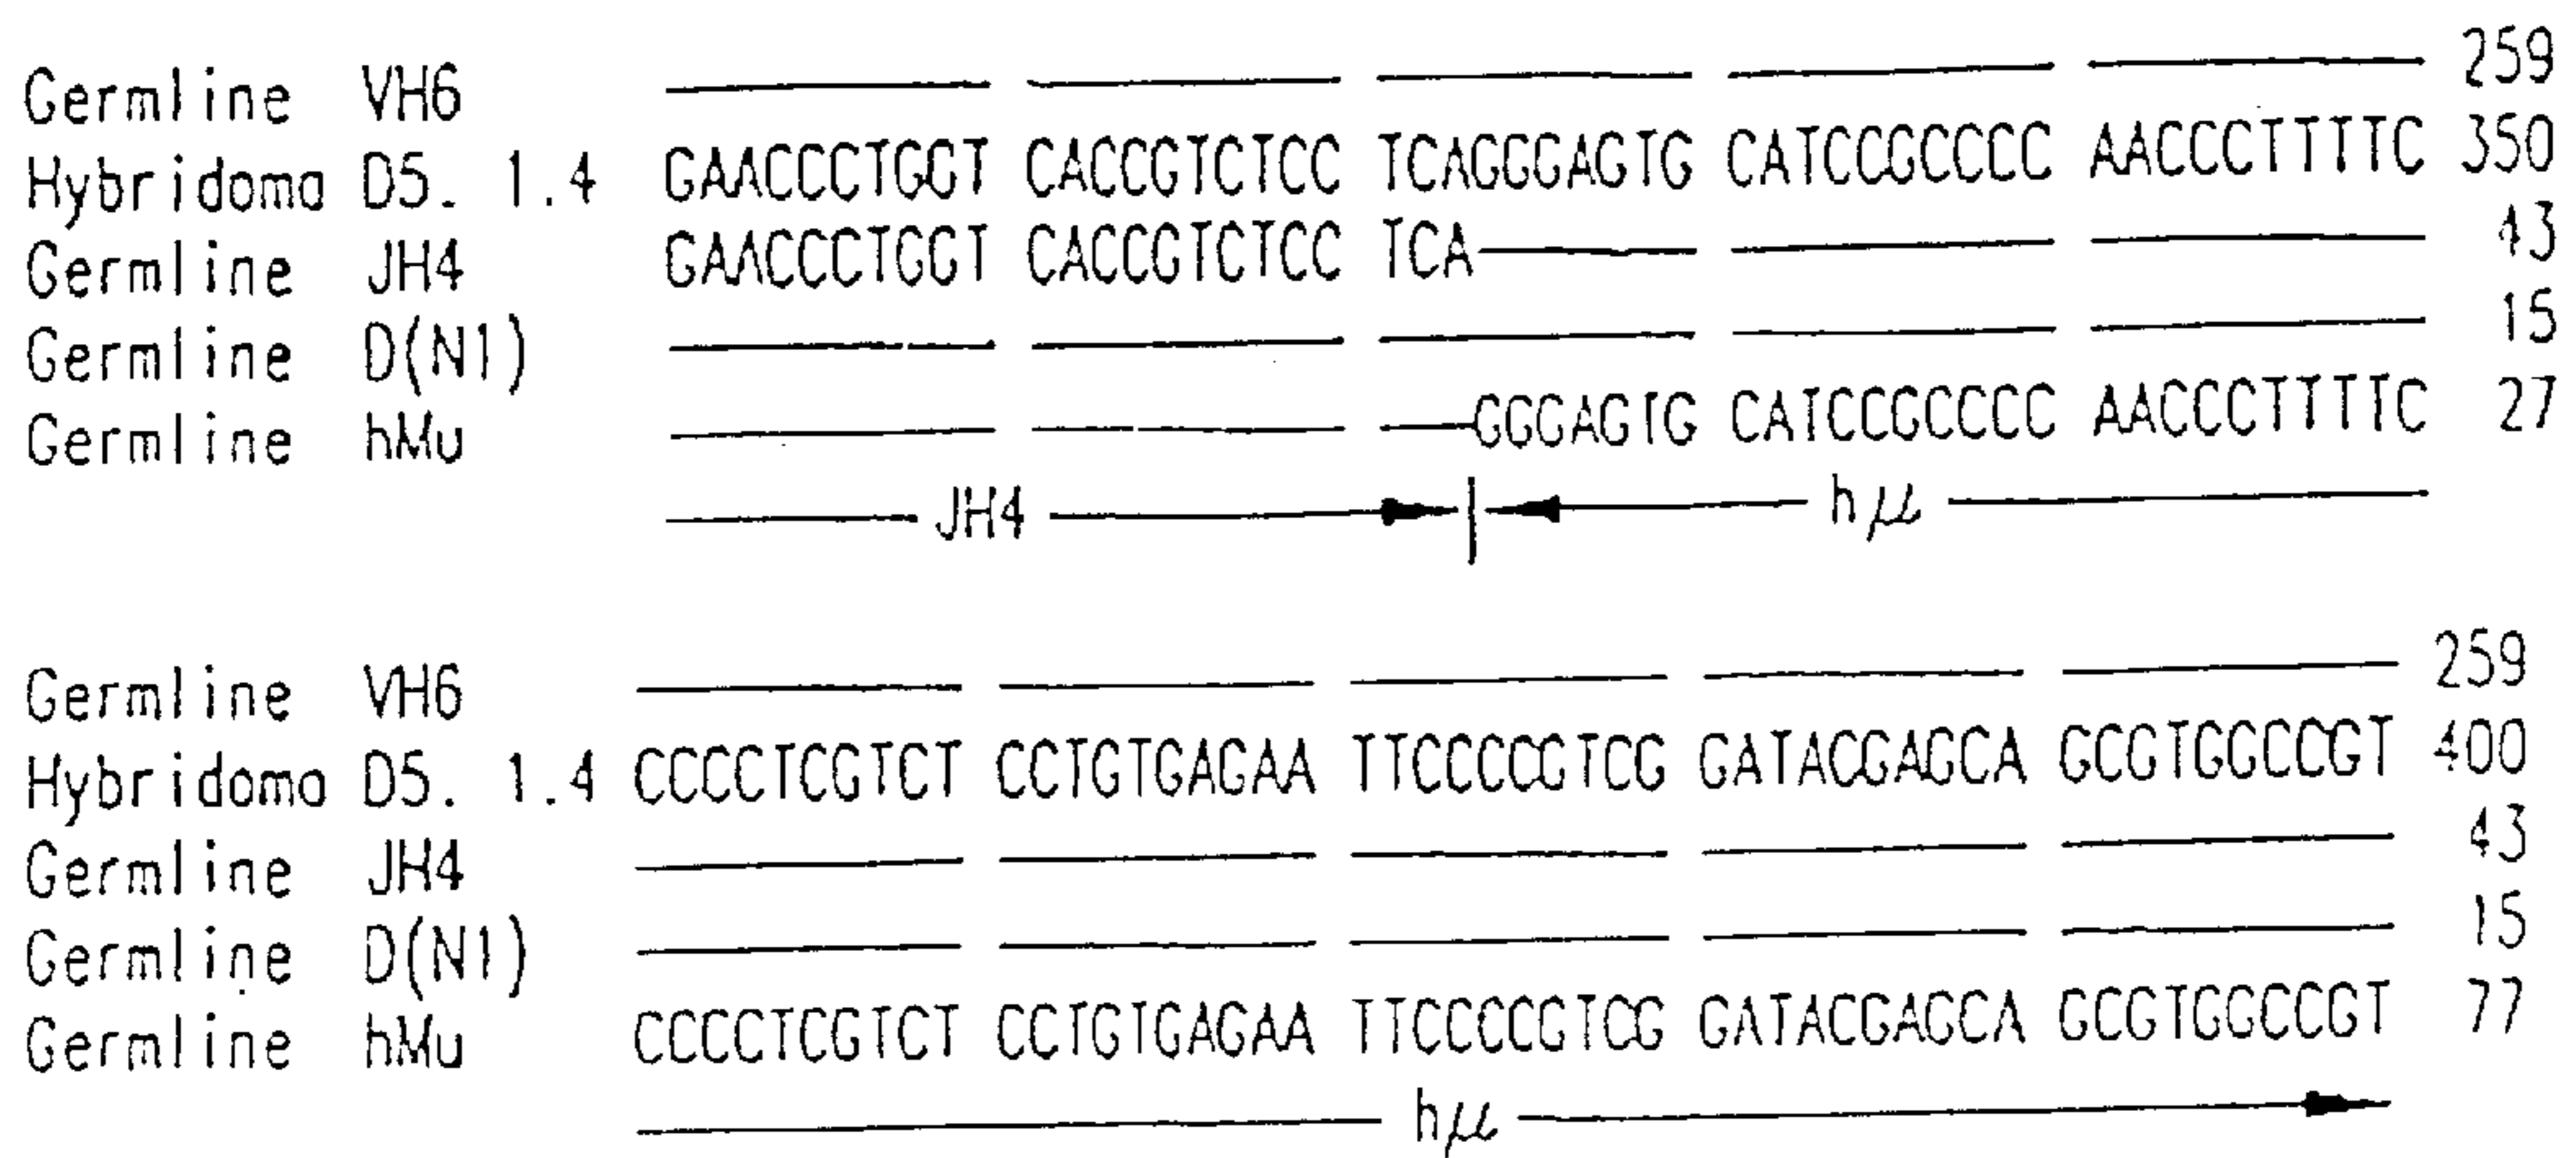 Germline VH6 ---------- ---------- ---------- ---------- ---------- 259
Hybridoma D5. 1.4 GAACCCTGGT CACCGTCTCC TCAGGGAGTG CATCCGCCCC AACCCTTTTC 350
Germline JH4 GAACCCTGGT CACCGTCTCC TCA------- ---------- ---------- 43
Germline D(N1) ---------- ---------- ---------- ---------- ---------- 15
Germline hMu ---------- ---------- ---GGGAGTG CATCCGCCCC AACCCTTTTC 27
JH4 | hμ
Germline VH6 ---------- ---------- ---------- ---------- ---------- 259
Hybridoma D5. 1.4 CCCCTCGTCT CCTGTGAGAA TTCCCCGTCG GATACGAGCA GCGTGGCCGT 400
Germline JH4 ---------- ---------- ---------- ---------- ---------- 43
Germline D(N1) ---------- ---------- ---------- ---------- ---------- 15
Germline hMu CCCCTCGTCT CCTGTGAGAA TTCCCCGTCG GATACGAGCA GCGTGGCCGT 77
hμ